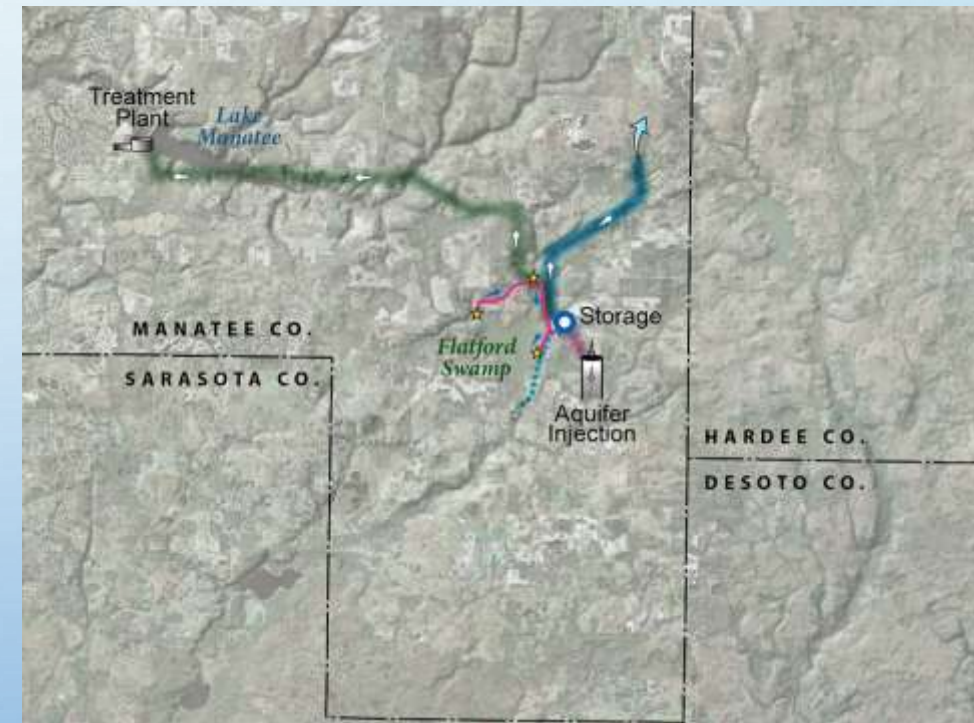 Treatment
Plant
Lake
Manatee
Storage
MANATEE CO.
Flatford
Swamp
SARASOTA CO.
Aquifer
Injection
HARDEE CO.
DESOTO CO.